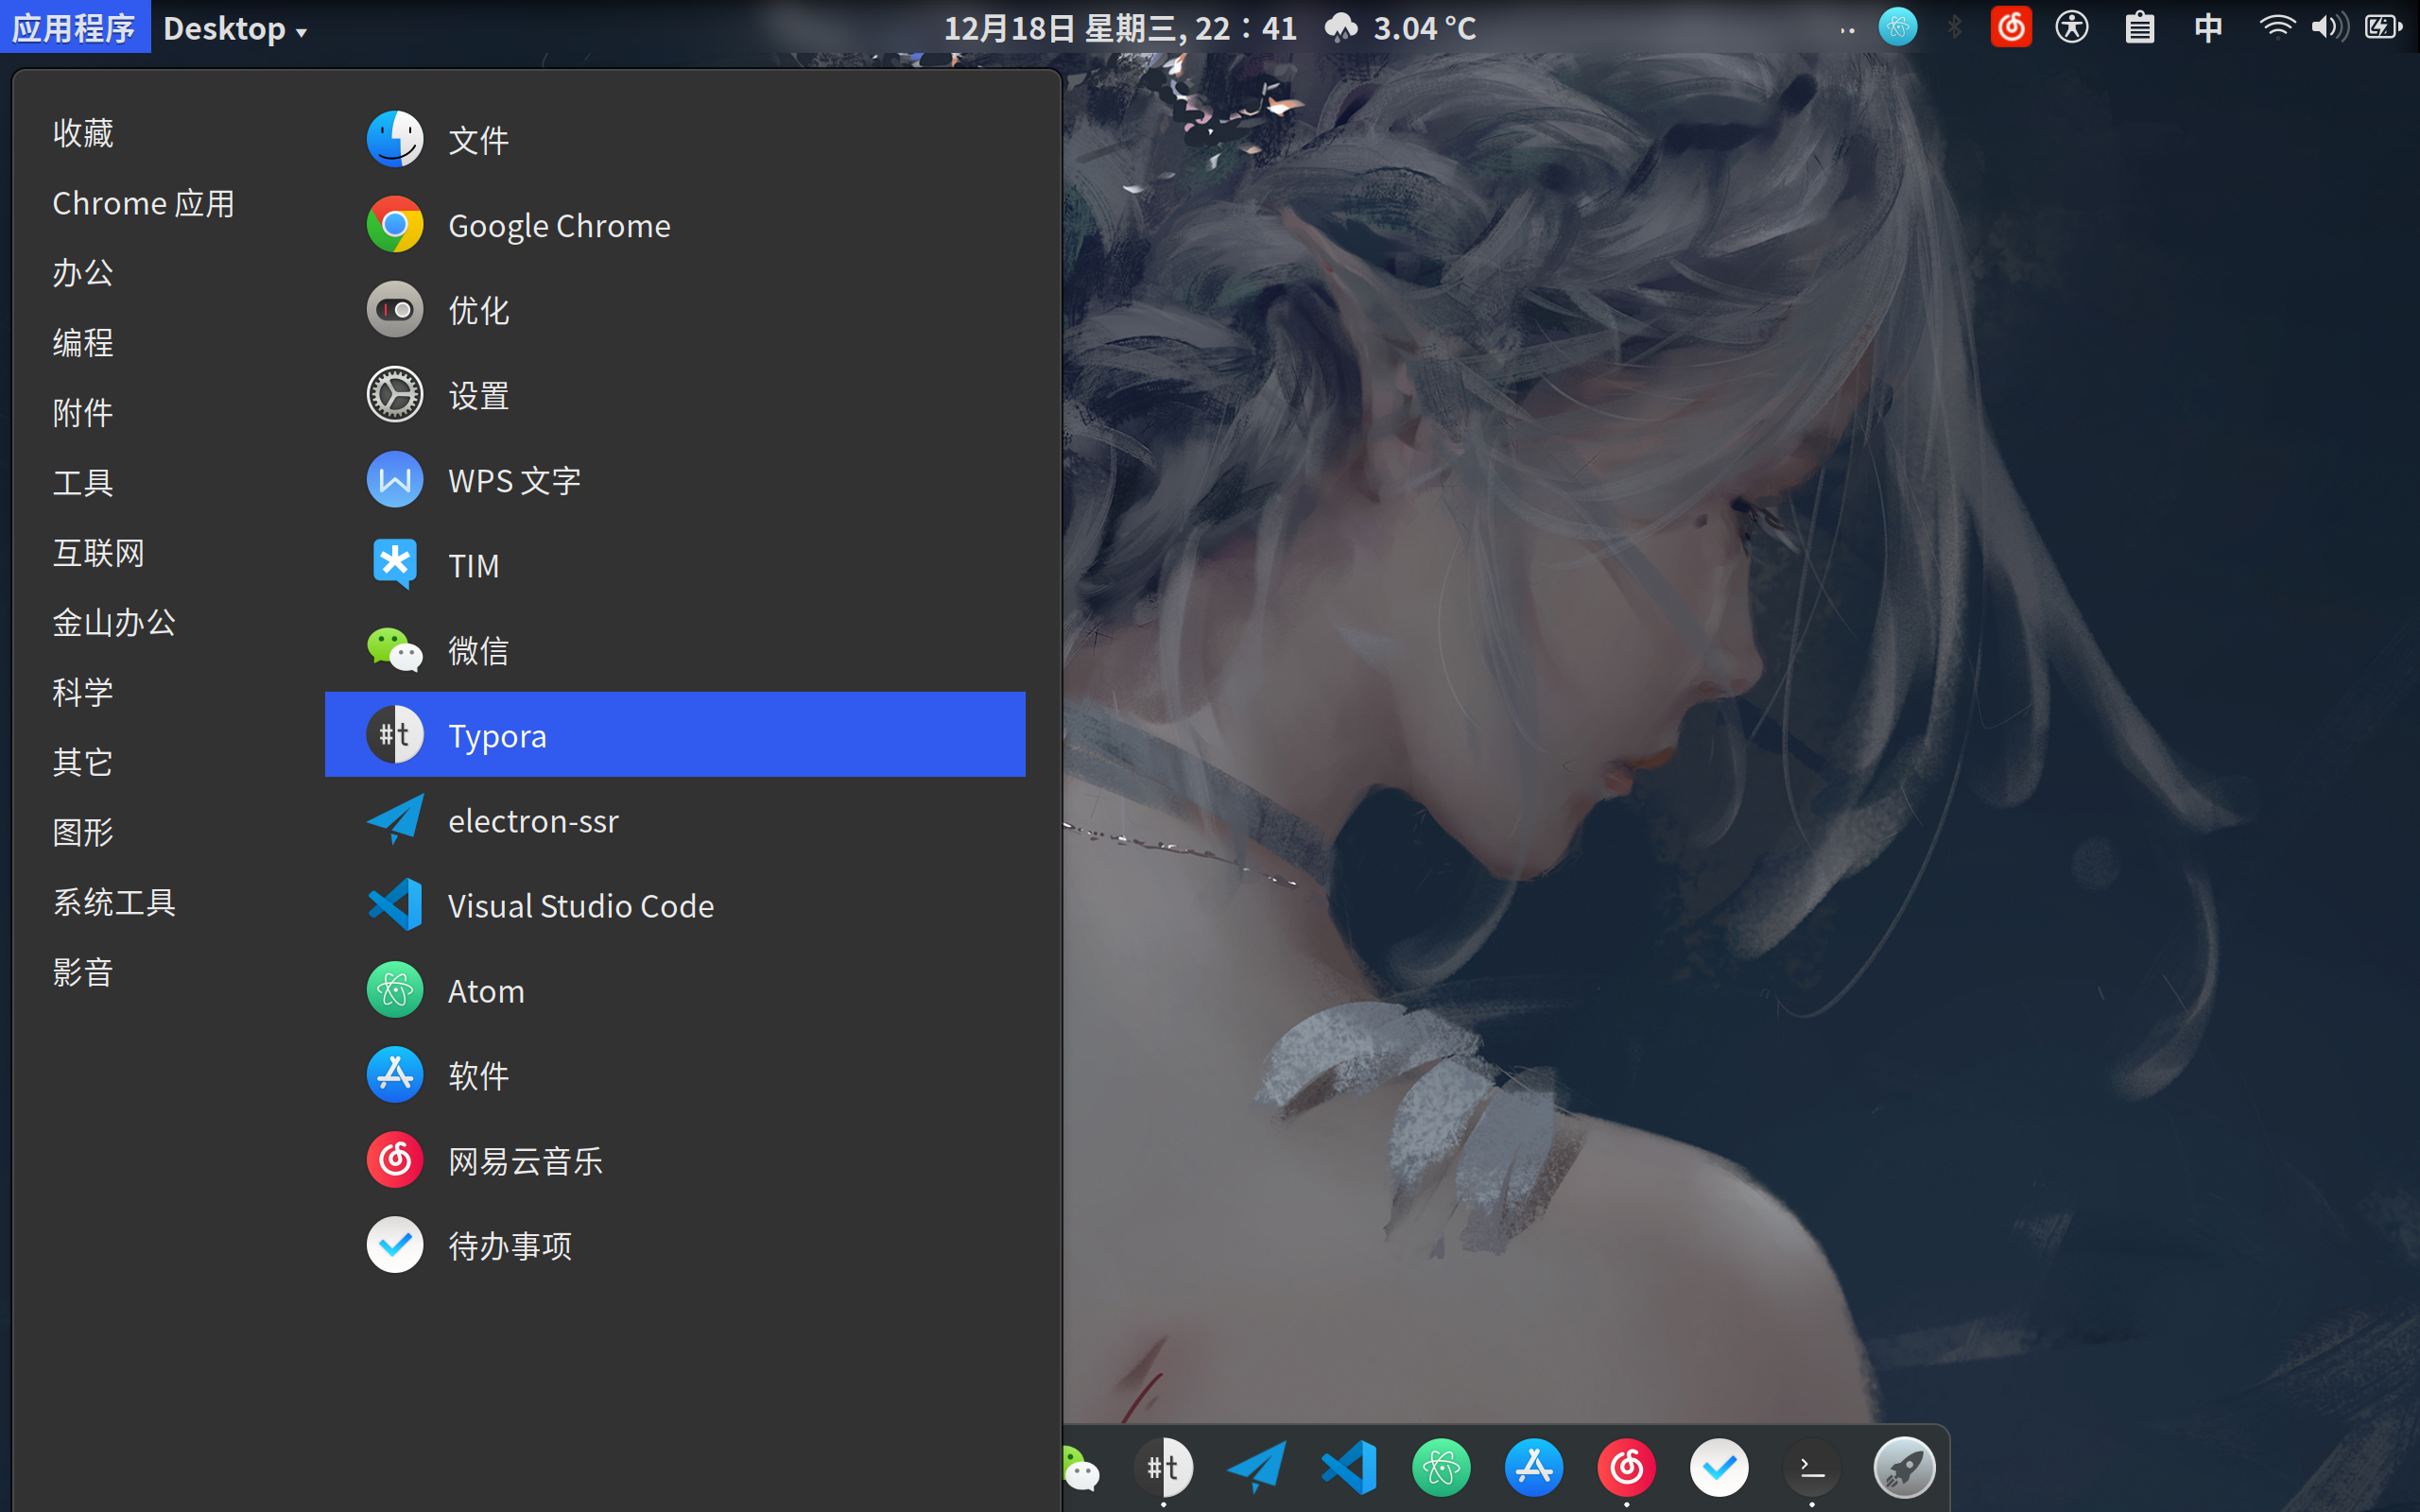 应用程序 Desktop 12月18日 星期三, 22∶41 3.04 °C 中
收藏
Chrome 应用
办公
编程
附件
工具
互联网
金山办公
科学
其它
图形
系统工具
影音
文件
Google Chrome
优化
设置
WPS 文字
TIM
微信
#t Typora
electron-ssr
Visual Studio Code
Atom
软件
网易云音乐
待办事项
#t